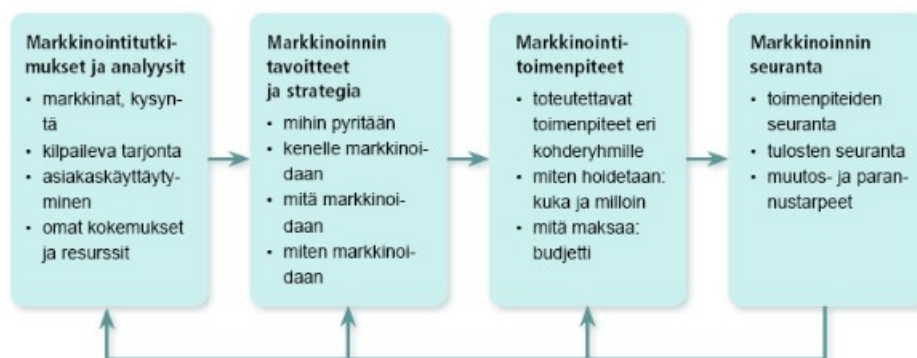 Markkinointitutki-
mukset ja analyysit
• markkinat, kysyn-
tä
• kilpaileva tarjonta
• asiakaskäyttäyty-
minen
• omat kokemukset
ja resurssit
Markkinoinnin
tavoitteet
ja strategia
• mihin pyritään
• kenelle markkinoi-
daan
• mitä markkinoi-
daan
• miten markkinoi-
daan
Markkinointi-
toimenpiteet
• toteutettavat
toimenpiteet eri
kohderyhmille
• miten hoidetaan:
kuka ja milloin
• mitä maksaa:
budjetti
Markkinoinnin
seuranta
• toimenpiteiden
seuranta
• tulosten seuranta
• muutos- ja paran-
nustarpeet